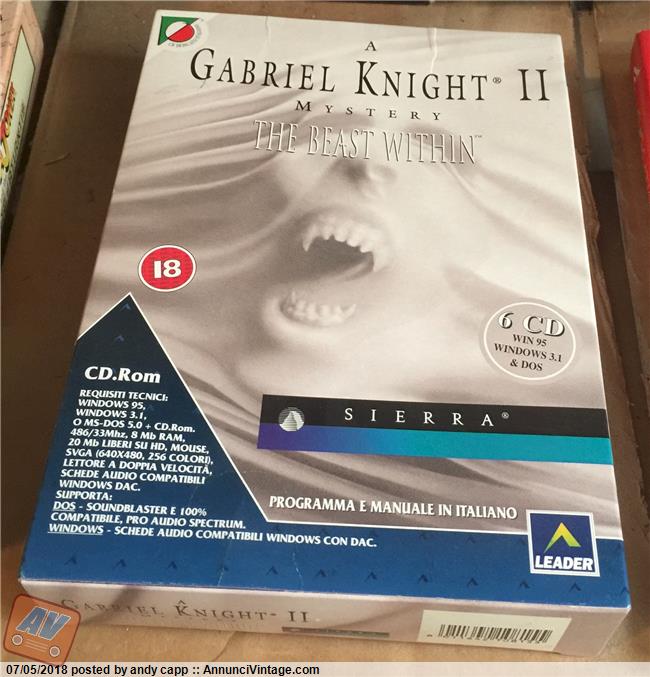 A
GABRIEL KNIGHT® II
MYSTERY
THE BEAST WITHIN™
18
6 CD
WIN 95
WINDOWS 3.1
& DOS
CD.Rom
REQUISITI TECNICI:
WINDOWS 95,
WINDOWS 3.1,
O MS-DOS 5.0 + CD.Rom.
486/33Mhz, 8 Mb RAM,
20 Mb LIBERI SU HD, MOUSE,
SVGA (640X480, 256 COLORI),
LETTORE A DOPPIA VELOCITÀ,
SCHEDE AUDIO COMPATIBILI
WINDOWS DAC.
SUPPORTA:
DOS - SOUNDBLASTER E 100%
COMPATIBILE, PRO AUDIO SPECTRUM.
WINDOWS - SCHEDE AUDIO COMPATIBILI WINDOWS CON DAC.
SIERRA®
PROGRAMMA E MANUALE IN ITALIANO
LEADER
A
GABRIEL KNIGHT® II
SIERRA
AV
07/05/2018 posted by andy capp :: AnnunciVintage.com